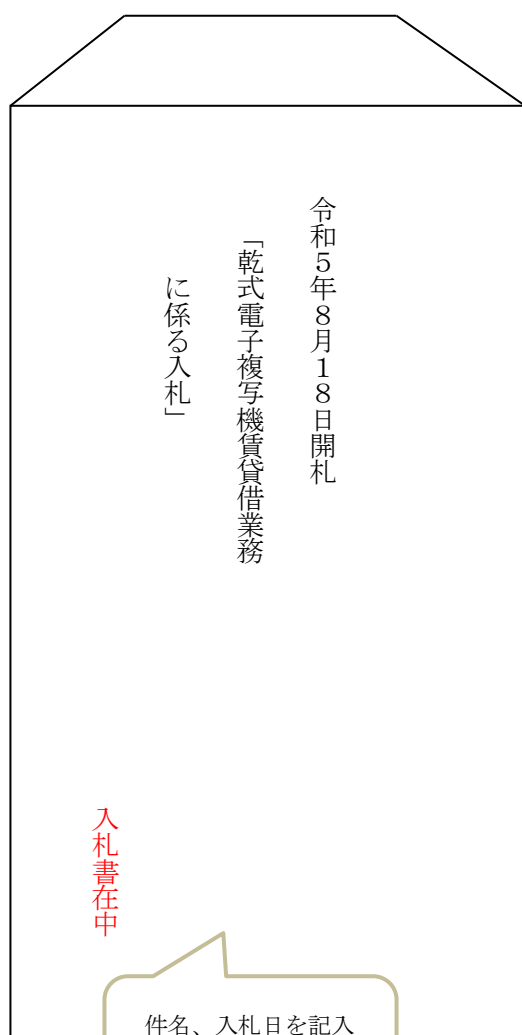 令和５年８月１８日開札
「乾式電子複写機賃貸借業務
に係る入札」
入札書在中
件名、入札日を記入